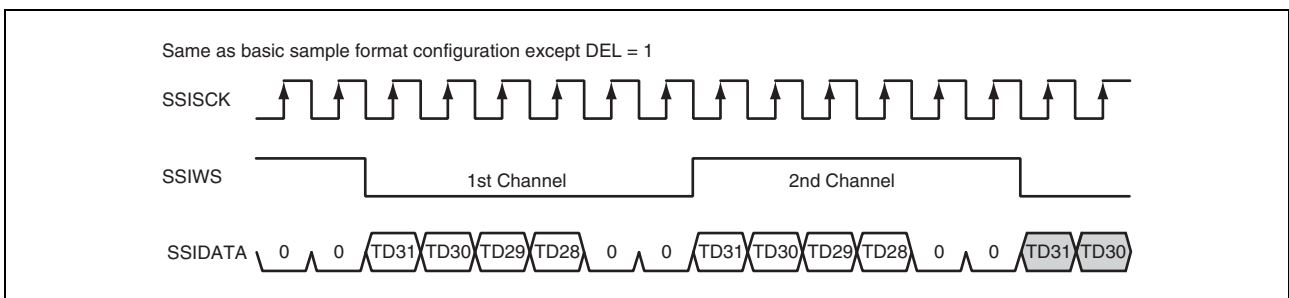 Same as basic sample format configuration except DEL = 1
SSISCK
SSIWS 1st Channel 2nd Channel
SSIDATA 0 0 TD31 TD30 TD29 TD28 0 0 TD31 TD30 TD29 TD28 0 0 TD31 TD30